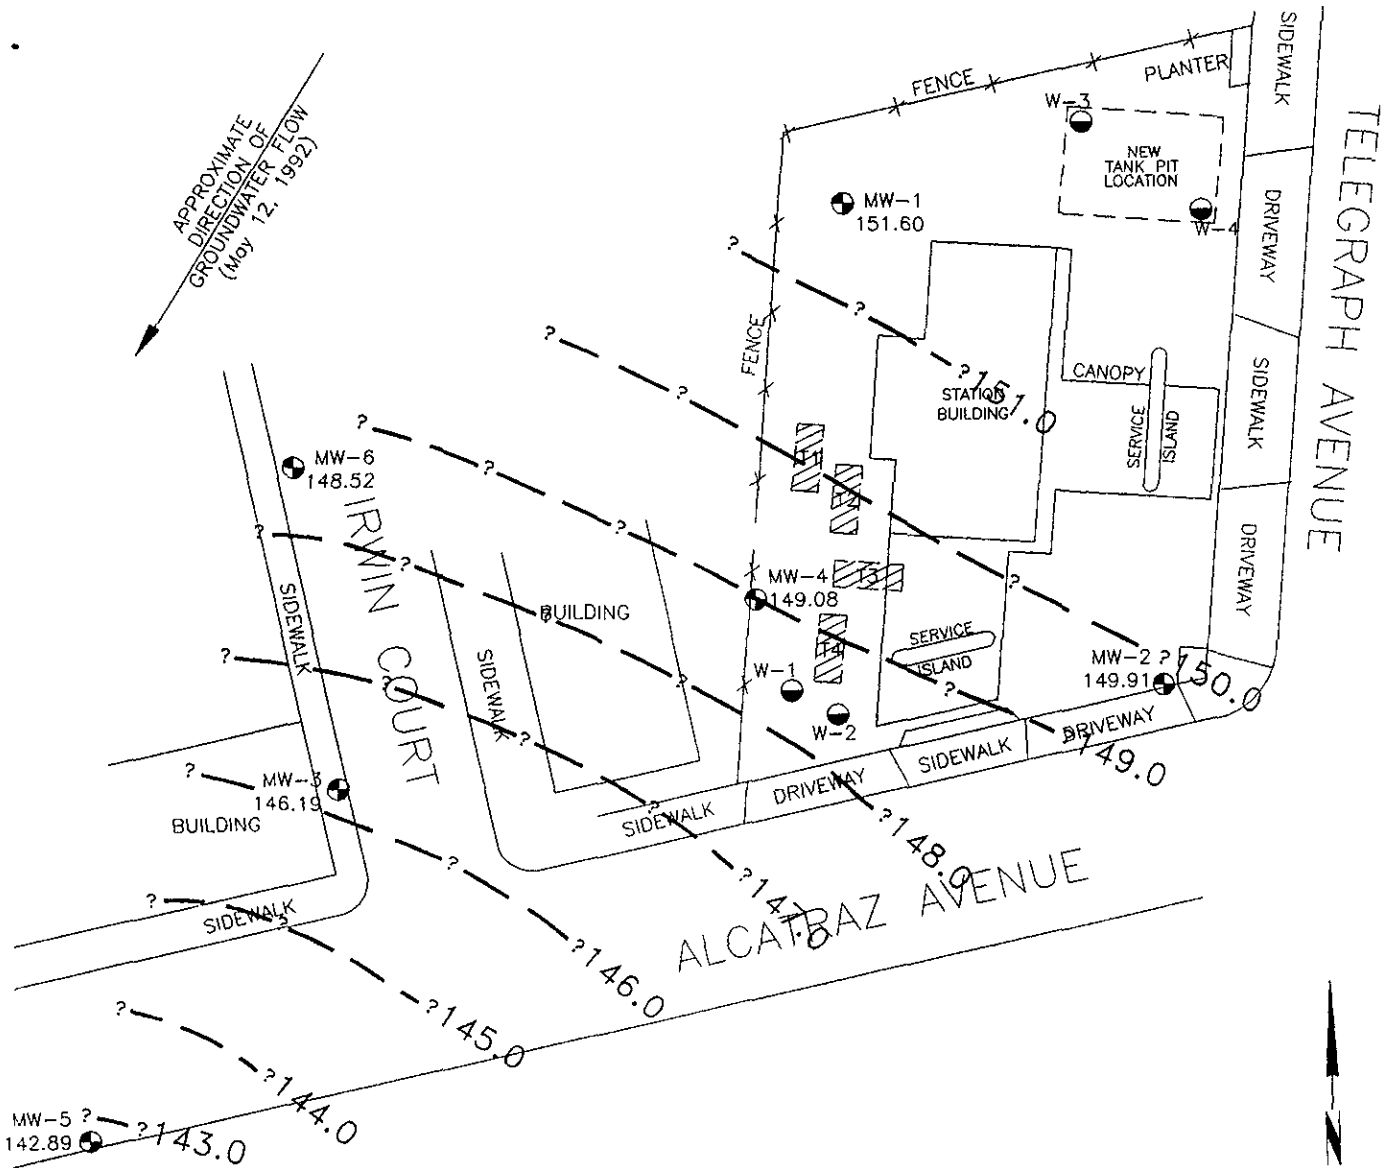 APPROXIMATE
DIRECTION OF
GROUNDWATER FLOW
(May 12, 1992)
FENCE
PLANTER
SIDEWALK
TELEGRAPH AVENUE
W-3
NEW
TANK PIT
LOCATION
W-4
DRIVEWAY
MW-1
151.60
?
?
?
151.0
FENCE
STATION
BUILDING
CANOPY
SERVICE
ISLAND
SIDEWALK
DRIVEWAY
?
?
?
?
150.0
T1
T2
T3
T4
MW-6
148.52
IRWIN COURT
?
?
?
?
?
149.0
MW-4
149.08
SERVICE
ISLAND
MW-2
149.91
W-1
W-2
BUILDING
SIDEWALK
SIDEWALK
?
?
?
?
?
148.0
DRIVEWAY
SIDEWALK
DRIVEWAY
SIDEWALK
?
?
?
?
?
147.0
ALCATRAZ AVENUE
MW-3
146.19
BUILDING
?
?
?
146.0
SIDEWALK
?
?
?
145.0
?
?
144.0
MW-5
142.89
?
?
143.0
N